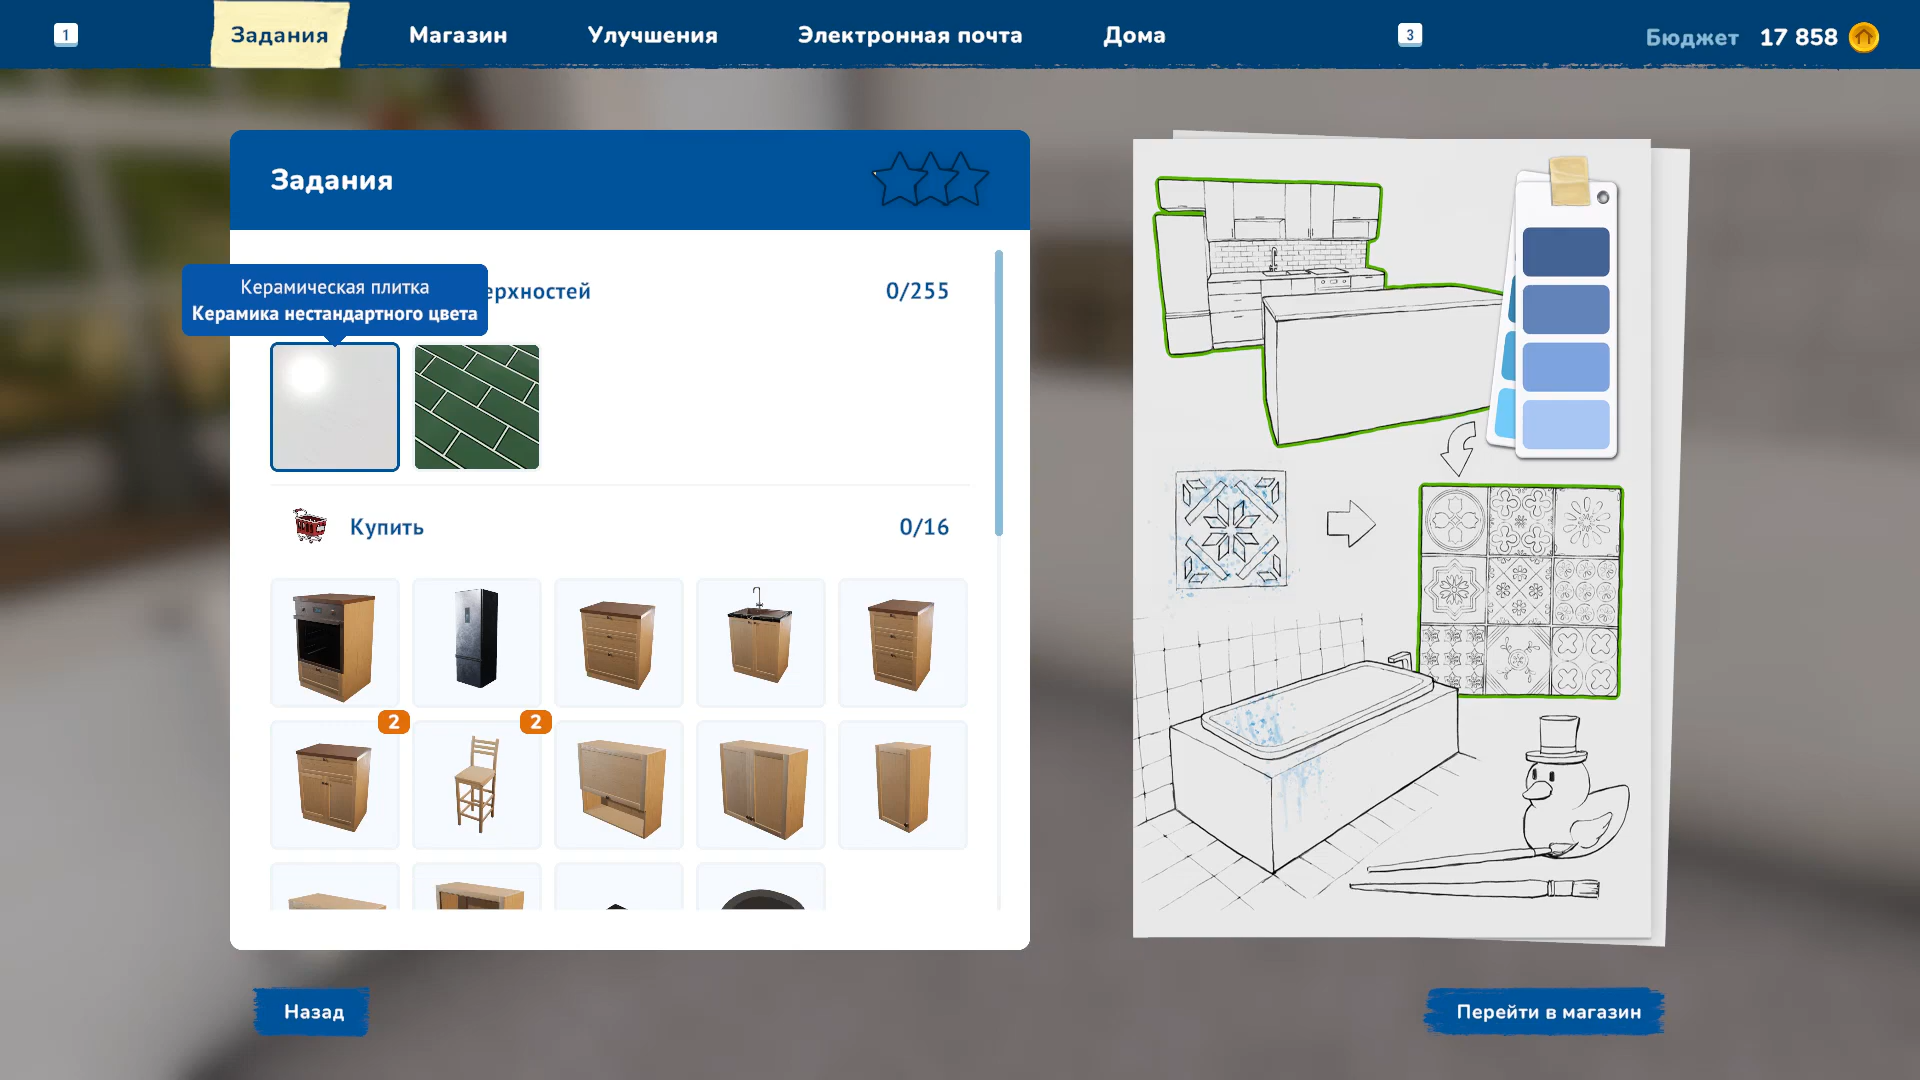 1
Задания
Магазин
Улучшения
Электронная почта
Дома
3
Бюджет 17 858
Задания
Керамическая плитка
Керамика нестандартного цвета
ерхностей
0/255
Купить
0/16
2
2
Назад
Перейти в магазин